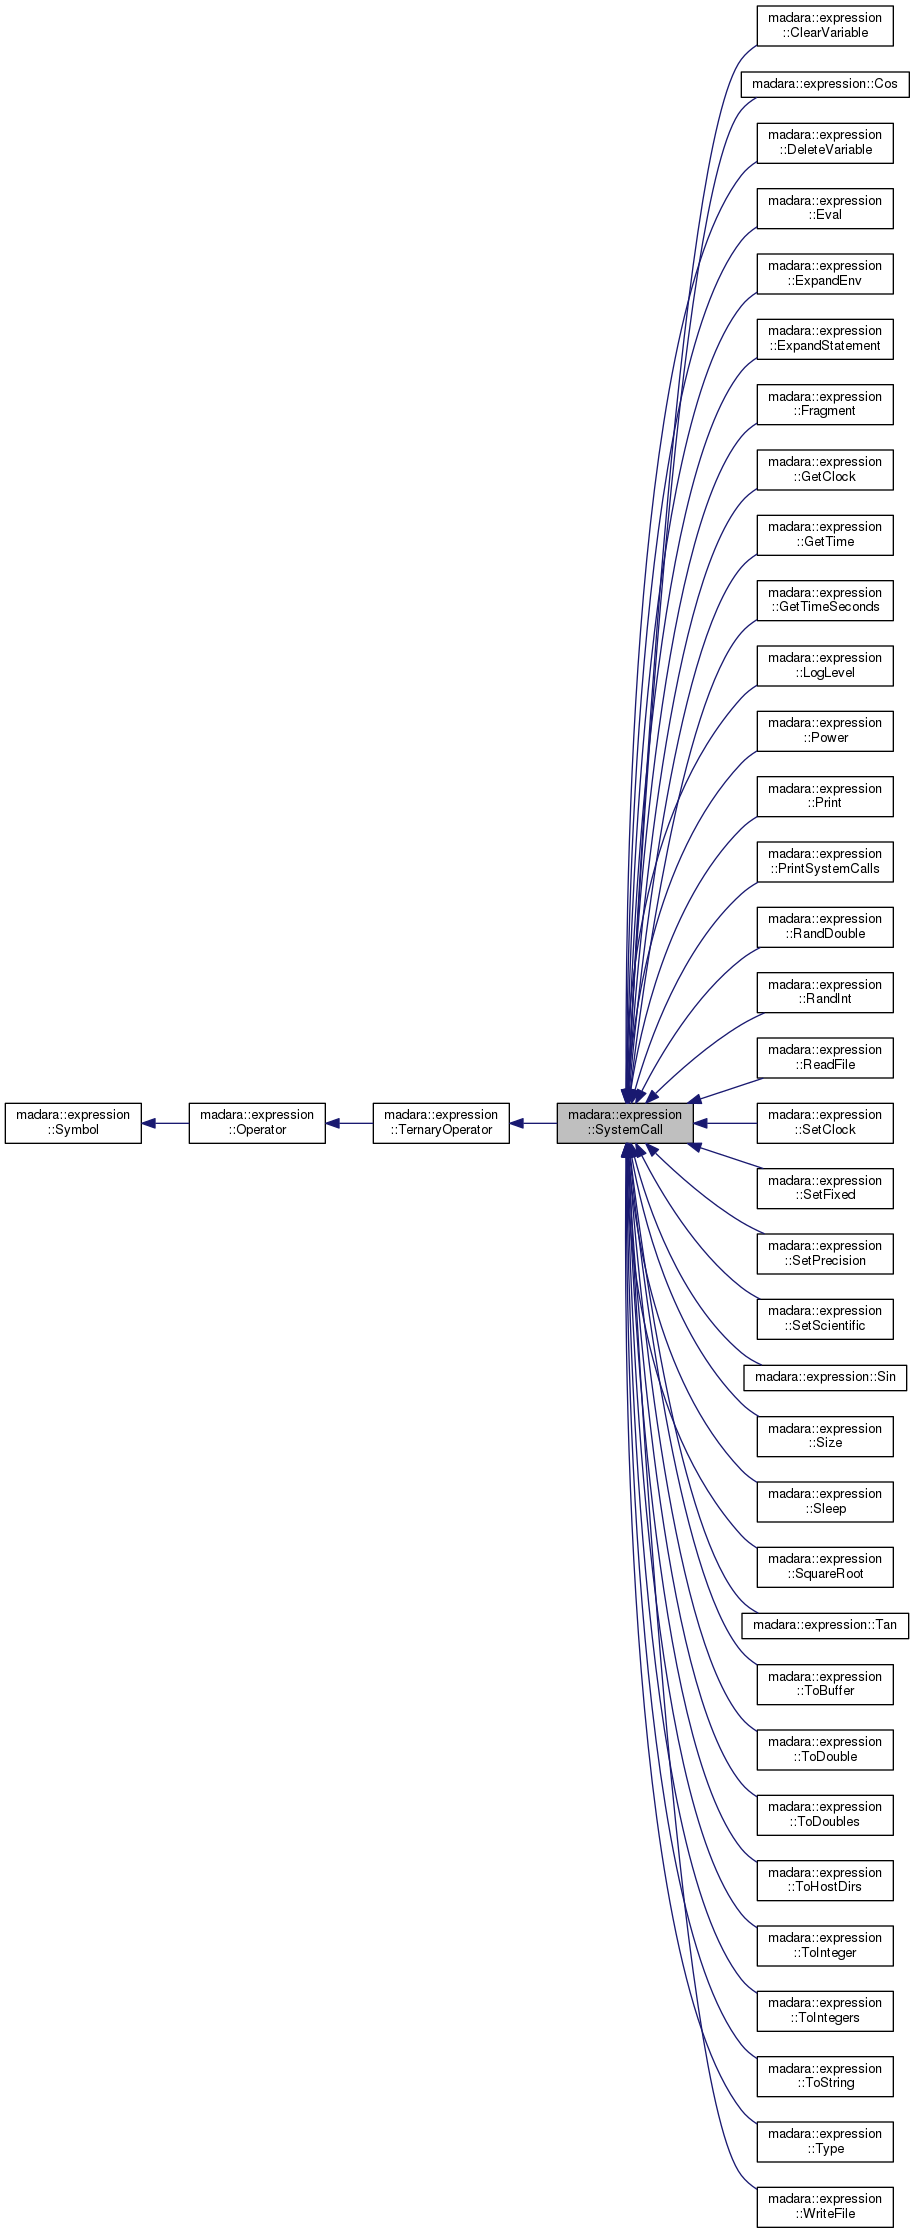 madara::expression
::ClearVariable
madara::expression::Cos
madara::expression
::DeleteVariable
madara::expression
::Eval
madara::expression
::ExpandEnv
madara::expression
::ExpandStatement
madara::expression
::Fragment
madara::expression
::GetClock
madara::expression
::GetTime
madara::expression
::GetTimeSeconds
madara::expression
::LogLevel
madara::expression
::Power
madara::expression
::Print
madara::expression
::PrintSystemCalls
madara::expression
::RandDouble
madara::expression
::RandInt
madara::expression
::ReadFile
madara::expression
::Symbol
madara::expression
::Operator
madara::expression
::TernaryOperator
madara::expression
::SystemCall
madara::expression
::SetClock
madara::expression
::SetFixed
madara::expression
::SetPrecision
madara::expression
::SetScientific
madara::expression::Sin
madara::expression
::Size
madara::expression
::Sleep
madara::expression
::SquareRoot
madara::expression::Tan
madara::expression
::ToBuffer
madara::expression
::ToDouble
madara::expression
::ToDoubles
madara::expression
::ToHostDirs
madara::expression
::ToInteger
madara::expression
::ToIntegers
madara::expression
::ToString
madara::expression
::Type
madara::expression
::WriteFile